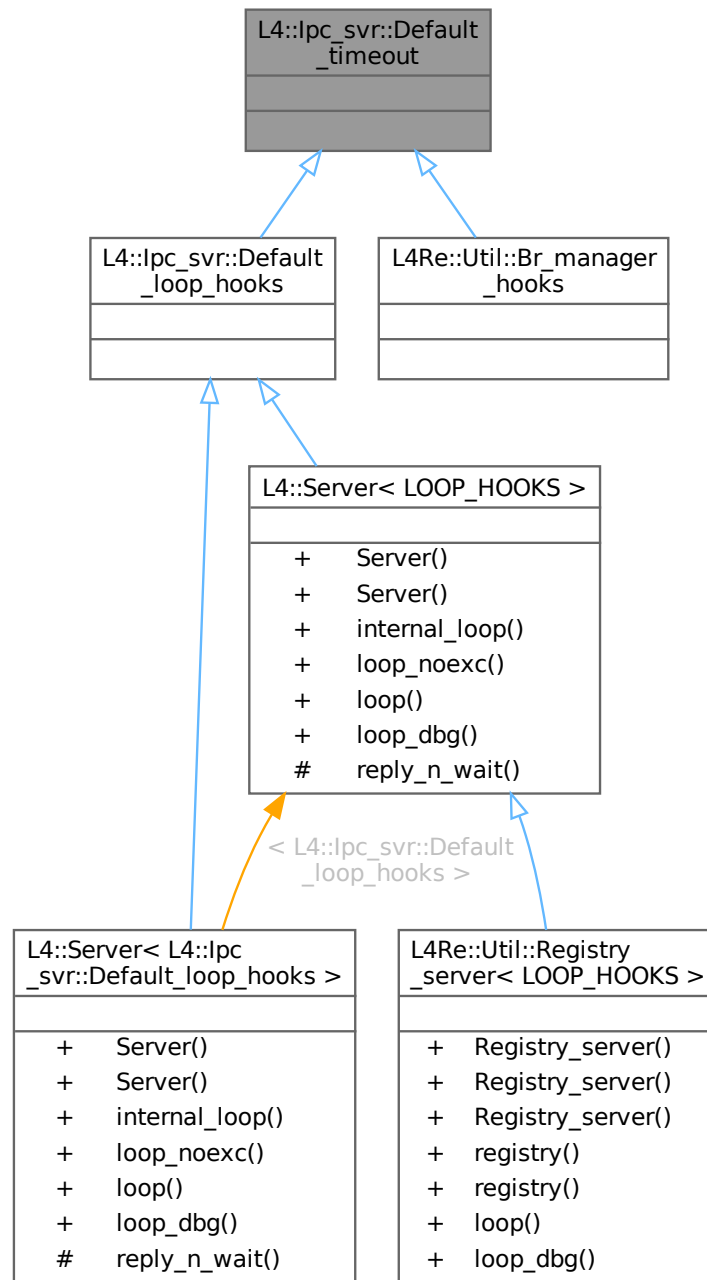 L4::Ipc_svr::Default
_timeout
L4::Ipc_svr::Default
_loop_hooks
L4Re::Util::Br_manager
_hooks
L4::Server< LOOP_HOOKS >
+ Server()
+ Server()
+ internal_loop()
+ loop_noexc()
+ loop()
+ loop_dbg()
# reply_n_wait()
< L4::Ipc_svr::Default
_loop_hooks >
L4::Server< L4::Ipc
_svr::Default_loop_hooks >
+ Server()
+ Server()
+ internal_loop()
+ loop_noexc()
+ loop()
+ loop_dbg()
# reply_n_wait()
L4Re::Util::Registry
_server< LOOP_HOOKS >
+ Registry_server()
+ Registry_server()
+ Registry_server()
+ registry()
+ registry()
+ loop()
+ loop_dbg()